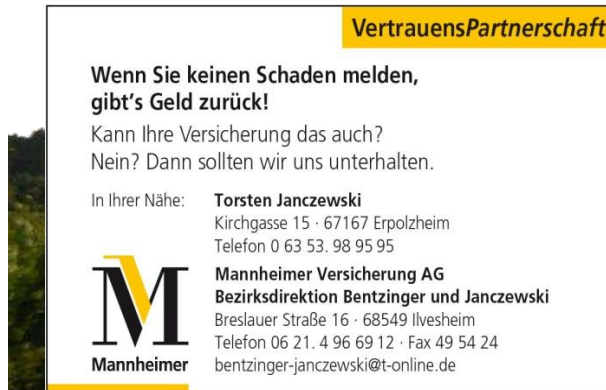 VertrauensPartnerschaft
Wenn Sie keinen Schaden melden,
gibt's Geld zurück!
Kann Ihre Versicherung das auch?
Nein? Dann sollten wir uns unterhalten.
In Ihrer Nähe: Torsten Janczewski
Kirchgasse 15 · 67167 Erpolzheim
Telefon 0 63 53. 98 95 95
Mannheimer Versicherung AG
Bezirksdirektion Bentzinger und Janczewski
Breslauer Straße 16 · 68549 Ilvesheim
Telefon 06 21. 4 96 69 12 · Fax 49 54 24
Mannheimer bentzinger-janczewski@t-online.de